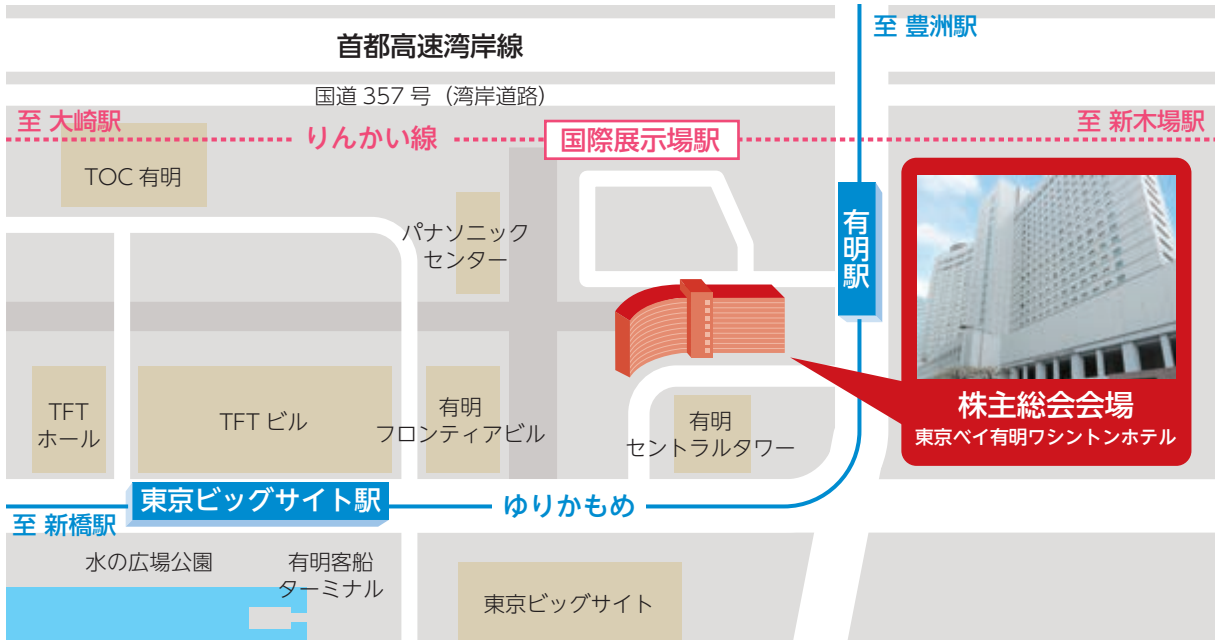 至 豊洲駅
首都高速湾岸線
国道 357 号（湾岸道路）
至 大崎駅
りんかい線
国際展示場駅
至 新木場駅
TOC 有明
パナソニック
センター
有明駅
TFT
ホール
TFT ビル
有明
フロンティアビル
有明
セントラルタワー
株主総会会場
東京ベイ有明ワシントンホテル
東京ビッグサイト駅
ゆりかもめ
至 新橋駅
水の広場公園
有明客船
ターミナル
東京ビッグサイト